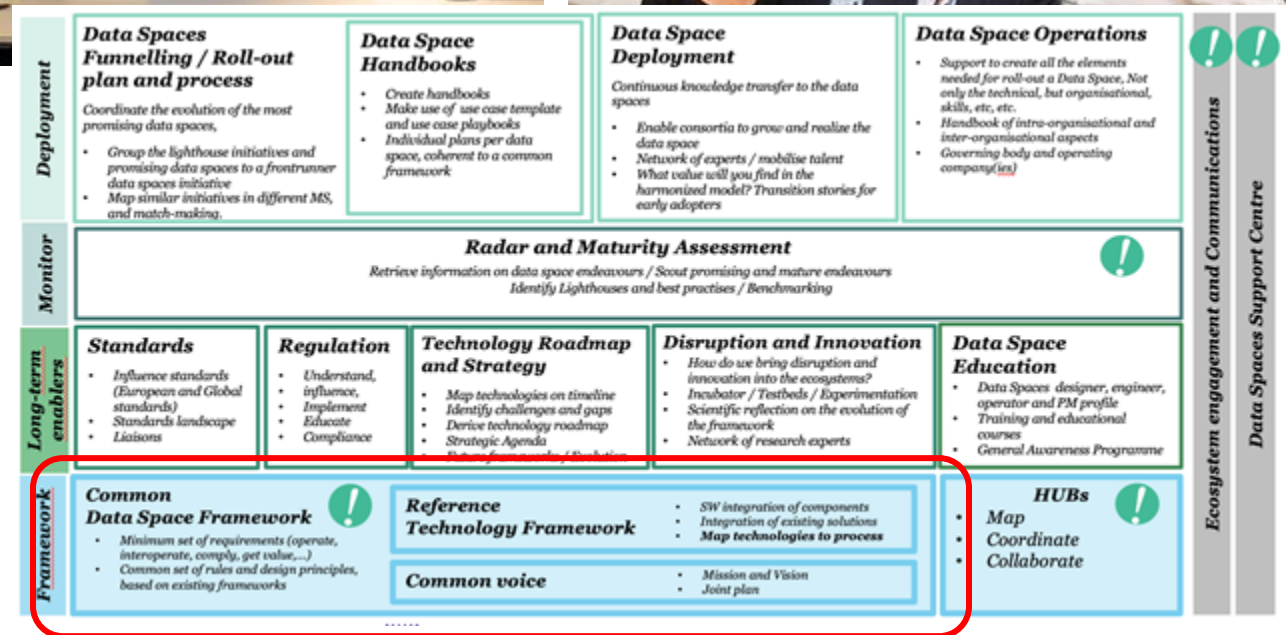 Deployment
Data Spaces
Funnelling / Roll-out
plan and process
Coordinate the evolution of the most
promising data spaces,
• Group the lighthouse initiatives and
promising data spaces to a frontrunner
data spaces initiative
• Map similar initiatives in different MS,
and match-making.
Data Space
Handbooks
• Create handbooks
• Make use of use case template
and use case playbooks
• Individual plans per data
space, coherent to a common
framework
Data Space
Deployment
Continuous knowledge transfer to the data
spaces
• Enable consortia to grow and realize the
data space
• Network of experts / mobilise talent
• What value will you find in the
harmonized model? Transition stories for
early adopters
Data Space Operations
• Support to create all the elements
needed for roll-out a Data Space, Not
only the technical, but organisational,
skills, etc, etc.
• Handbook of intra-organisational and
inter-organisational aspects
• Governing body and operating
company(ies)
Monitor
Radar and Maturity Assessment
Retrieve information on data space endeavours / Scout promising and mature endeavours
Identify Lighthouses and best practises / Benchmarking
!
Long-term
enablers
Standards
• Influence standards
(European and Global
standards)
• Standards landscape
• Liaisons
Regulation
• Understand,
• influence,
• Implement
• Educate
• Compliance
Technology Roadmap
and Strategy
• Map technologies on timeline
• Identify challenges and gaps
• Derive technology roadmap
• Strategic Agenda
• Future frameworks / Evolution
Disruption and Innovation
• How do we bring disruption and
innovation into the ecosystems?
• Incubator / Testbeds / Experimentation
• Scientific reflection on the evolution of
the framework
• Network of research experts
Data Space
Education
• Data Spaces designer, engineer,
operator and PM profile
• Training and educational
courses
• General Awareness Programme
Framework
Common
Data Space Framework
!
• Minimum set of requirements (operate,
interoperate, comply, get value,...)
• Common set of rules and design principles,
based on existing frameworks
Reference
Technology Framework
• SW integration of components
• Integration of existing solutions
• Map technologies to process
Common voice
• Mission and Vision
• Joint plan
HUBs
!
• Map
• Coordinate
• Collaborate
!
Ecosystem engagement and Communications
!
Data Spaces Support Centre